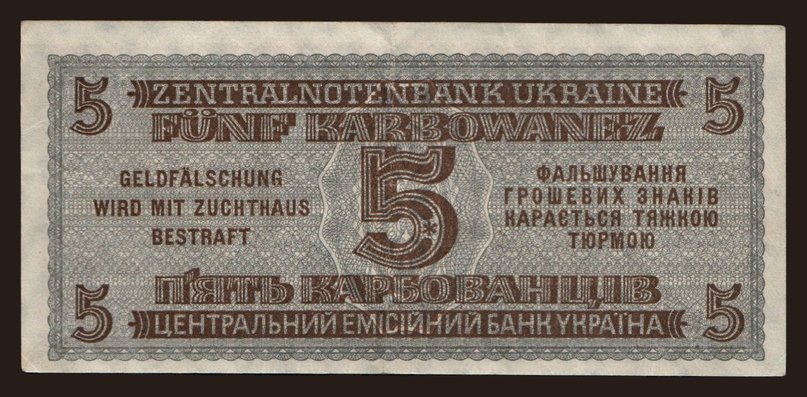 5 ZENTRALNOTENBANK UKRAINE 5
FÜNF KARBOWANEZ
GELDFÄLSCHUNG
WIRD MIT ZUCHTHAUS
BESTRAFT
5
ФАЛЬШУВАННЯ
ГРОШЕВИХ ЗНАКІВ
КАРАЄТЬСЯ ТЯЖКОЮ
ТЮРМОЮ
П'ЯТЬ КАРБОВАНЦІВ
5 ЦЕНТРАЛЬНИЙ ЕМІСІЙНИЙ БАНК УКРАЇНА 5